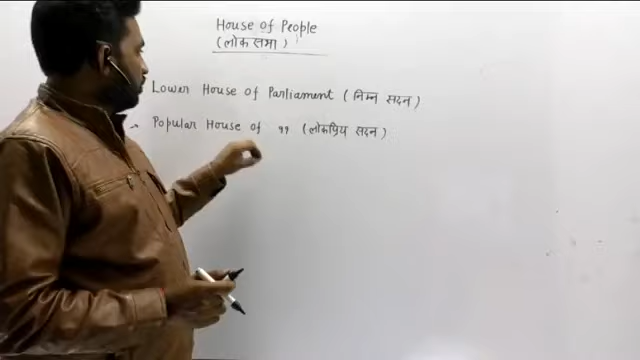 House of People
(लोक सभा)
Lower House of Parliament (निम्न सदन)
Popular House of " (लोकप्रिय सदन)